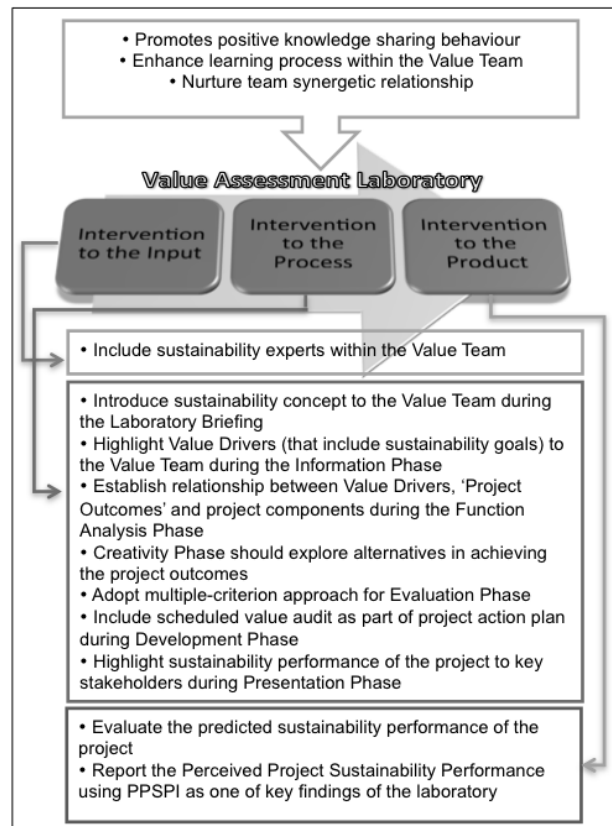 • Promotes positive knowledge sharing behaviour
• Enhance learning process within the Value Team
• Nurture team synergetic relationship
Value Assessment Laboratory
Intervention
to the Input
Intervention
to the
Process
Intervention
to the
Product
• Include sustainability experts within the Value Team
• Introduce sustainability concept to the Value Team during
the Laboratory Briefing
• Highlight Value Drivers (that include sustainability goals) to
the Value Team during the Information Phase
• Establish relationship between Value Drivers, ‘Project
Outcomes’ and project components during the Function
Analysis Phase
• Creativity Phase should explore alternatives in achieving
the project outcomes
• Adopt multiple-criterion approach for Evaluation Phase
• Include scheduled value audit as part of project action plan
during Development Phase
• Highlight sustainability performance of the project to key
stakeholders during Presentation Phase
• Evaluate the predicted sustainability performance of the
project
• Report the Perceived Project Sustainability Performance
using PPSPI as one of key findings of the laboratory